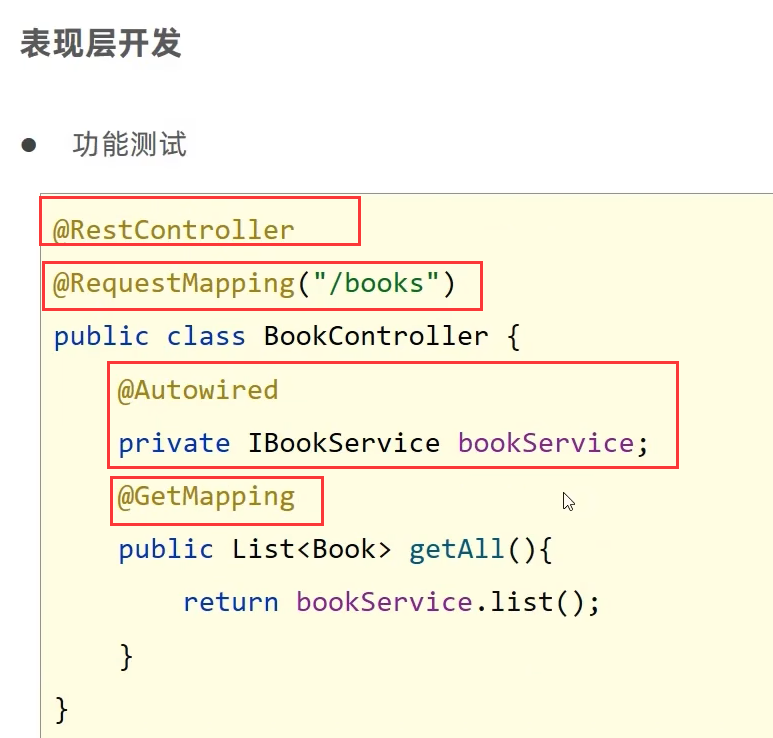 表现层开发
● 功能测试
@RestController
@RequestMapping("/books")
public class BookController {
@Autowired
private IBookService bookService;
@GetMapping
public List<Book> getAll(){
return bookService.list();
}
}